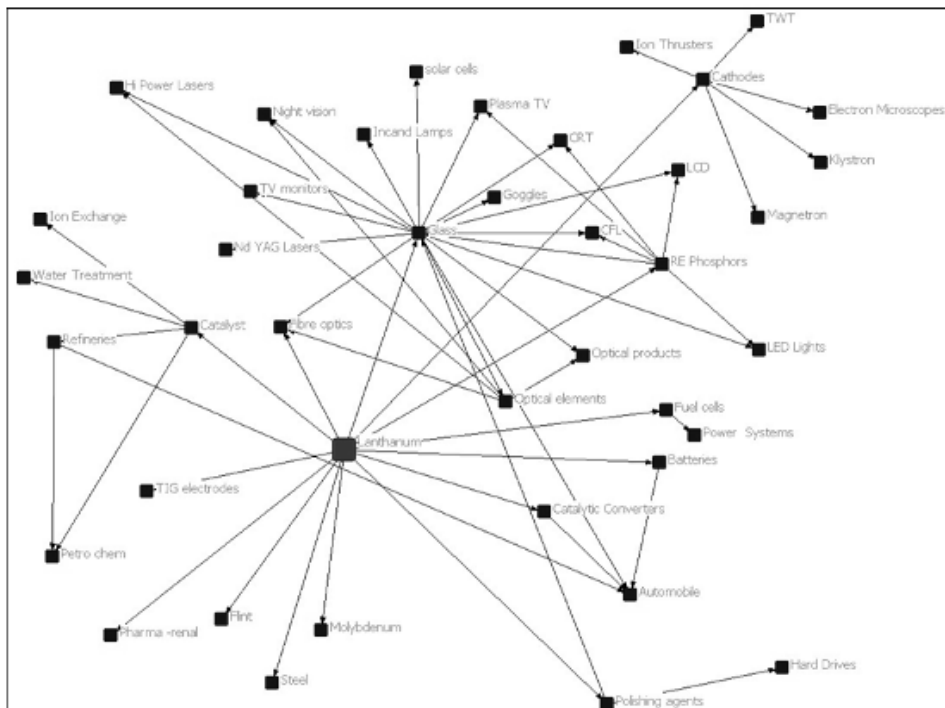 TWT
Ion Thrusters
solar cells
Cathodes
Hi Power Lasers
Plasma TV
Night vision
Electron Microscopes
Incand Lamps
CRT
Klystron
LCD
TV monitors
Goggles
Ion Exchange
Magnetron
Glass
CFL
Nd YAG Lasers
RE Phosphors
Water Treatment
Catalyst
Fibre optics
Refineries
Optical products
LED Lights
Optical elements
Fuel cells
Power Systems
Lanthanum
Batteries
TIG electrodes
Catalytic Converters
Petro chem
Automobile
Flint
Molybdenum
Pharma -renal
Hard Drives
Steel
Polishing agents